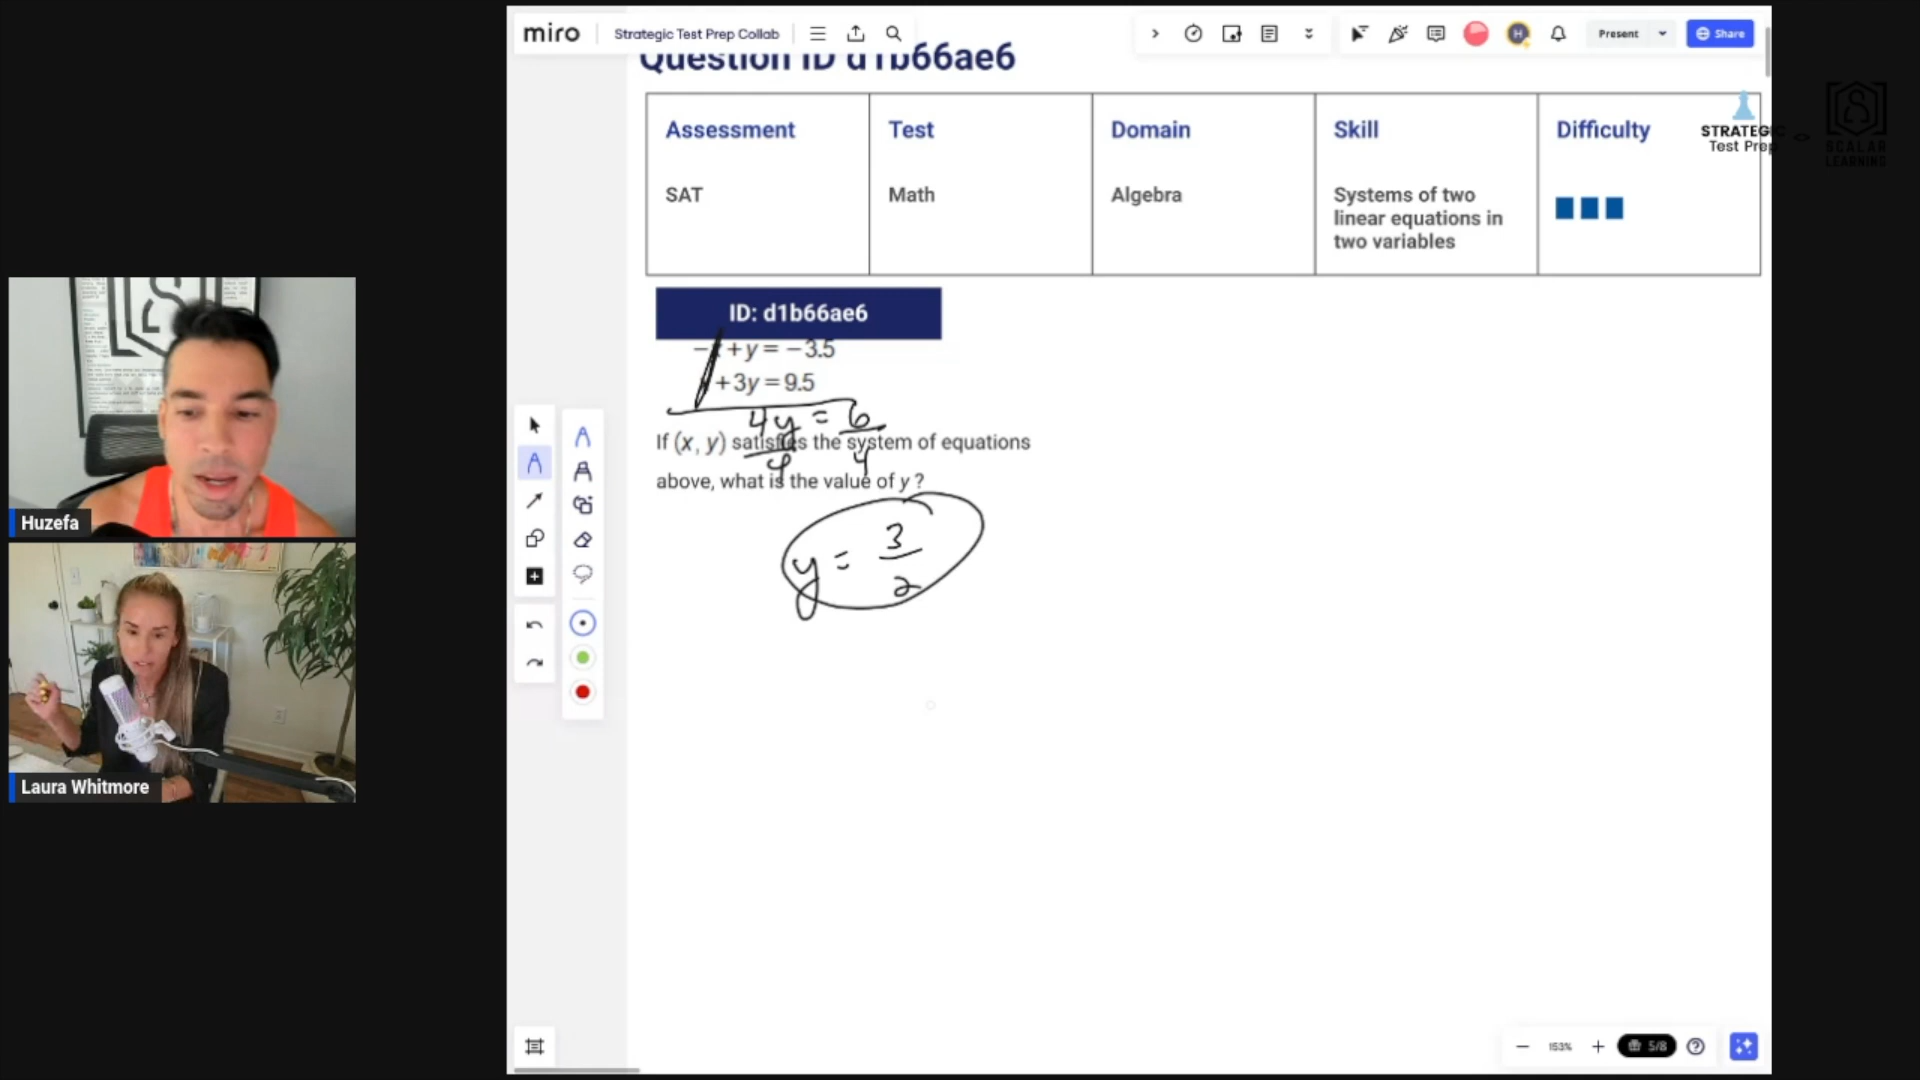 miro
Strategic Test Prep Collab
Present
Share
Question ID d1b66ae6
Assessment
Test
Domain
Skill
Difficulty
SAT
Math
Algebra
Systems of two
linear equations in
two variables
STRATEGIC
Test Prep
SCALAR
LEARNING
ID: d1b66ae6
−x + y = −3.5
x + 3y = 9.5
4y = 6
4 4
If (x, y) satisfies the system of equations
above, what is the value of y ?
y = 3
2
Huzefa
Laura Whitmore
153%
5/8